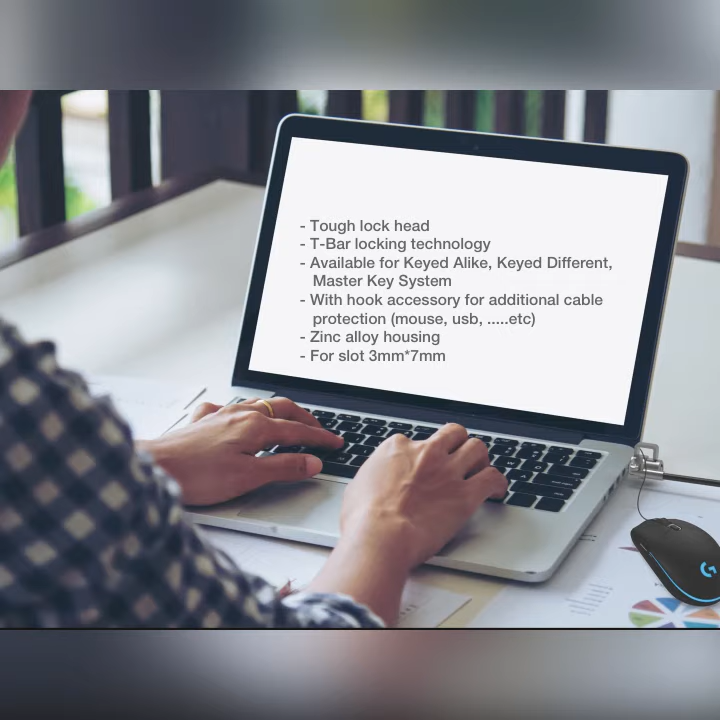 - Tough lock head
- T-Bar locking technology
- Available for Keyed Alike, Keyed Different,
Master Key System
- With hook accessory for additional cable
protection (mouse, usb, .....etc)
- Zinc alloy housing
- For slot 3mm*7mm